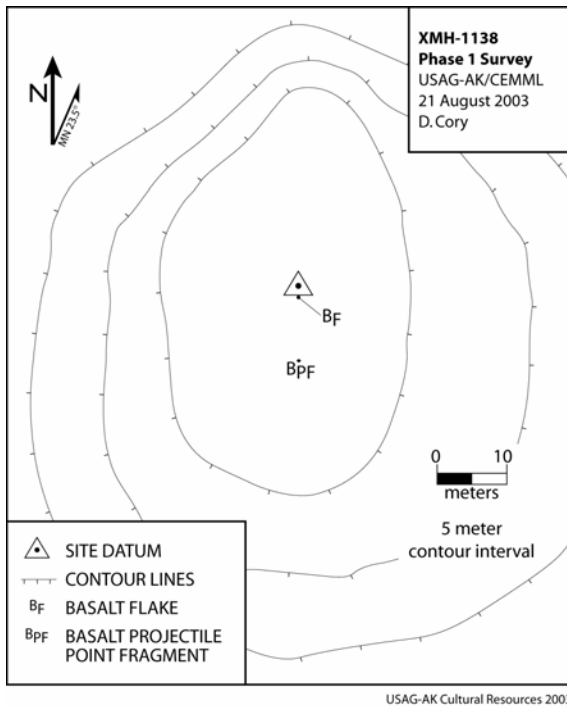 XMH-1138
Phase 1 Survey
USAG-AK/CEMML
21 August 2003
D. Cory
N
MN 23.5°
BF
BPF
0 10
meters
5 meter
contour interval
SITE DATUM
CONTOUR LINES
BF BASALT FLAKE
BPF BASALT PROJECTILE
POINT FRAGMENT
USAG-AK Cultural Resources 2003